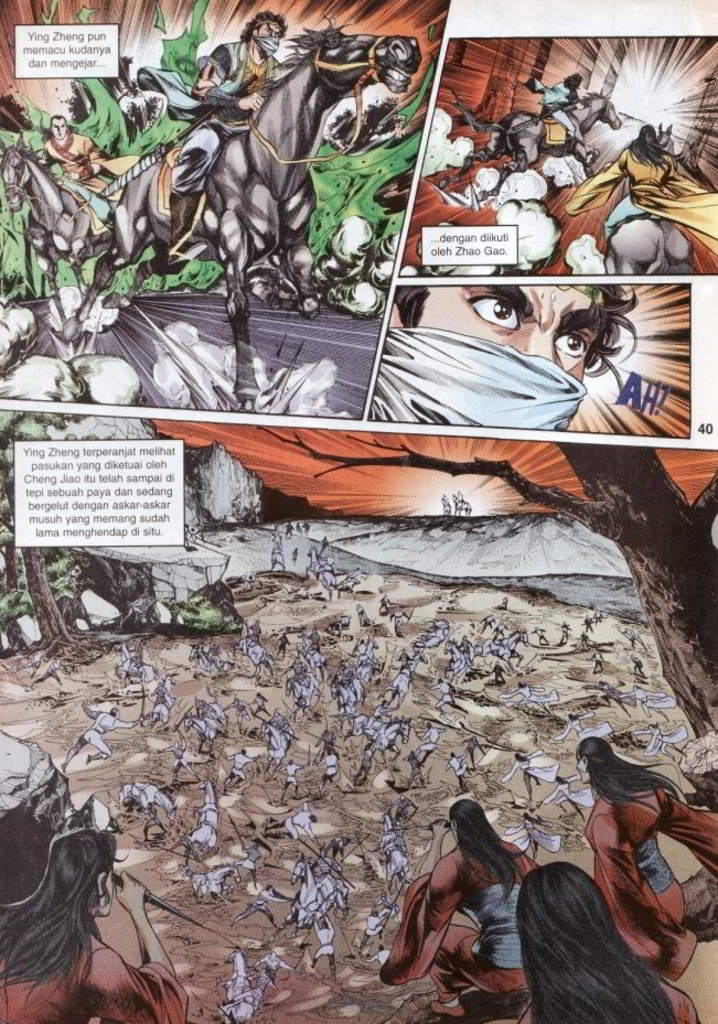 Ying Zheng pun
memacu kudanya
dan mengejar...
...dengan diikuti
oleh Zhao Gao.
AH!
40
Ying Zheng terperanjat melihat
pasukan yang diketuai oleh
Cheng Jiao itu telah sampai di
tepi sebuah paya dan sedang
bergelut dengan askar-askar
musuh yang memang sudah
lama menghendap di situ.